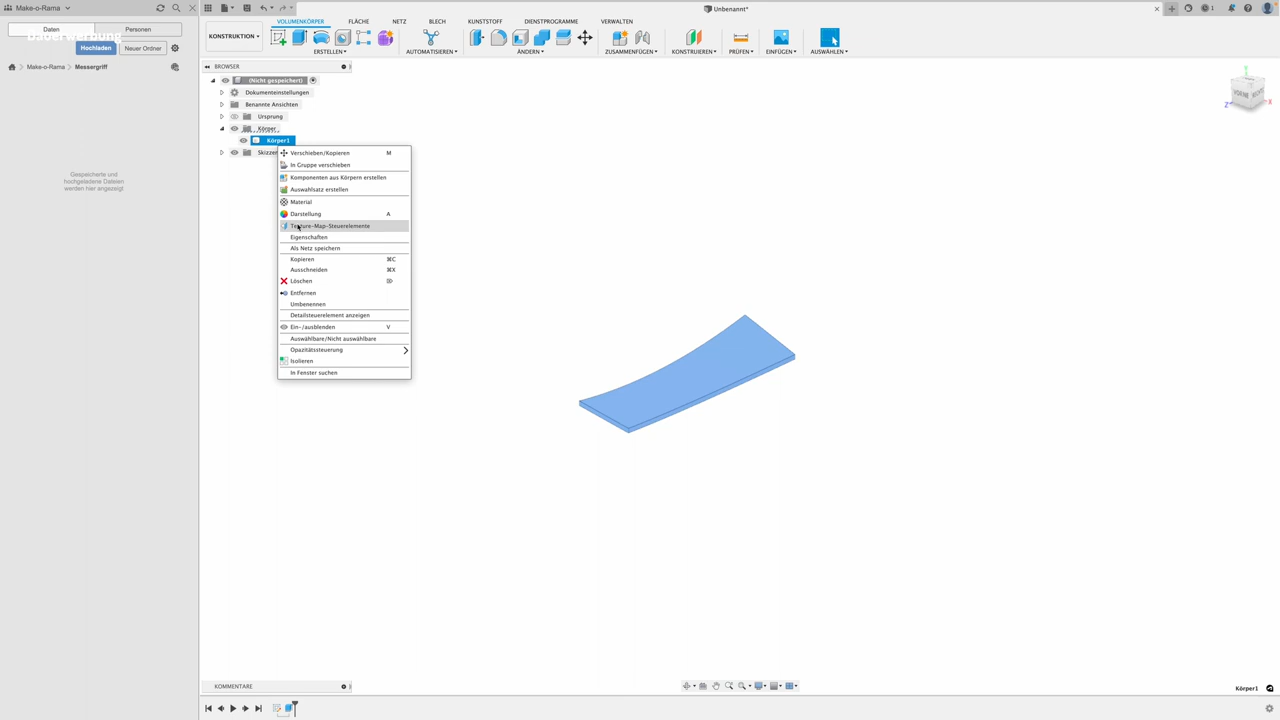 Make-o-Rama
Unbenannt*
Daten
Personen
Dauerwerbung
Hochladen
Neuer Ordner
Make-o-Rama
Messergriff
Gespeicherte und
hochgeladene Dateien
werden hier angezeigt
VOLUMENKÖRPER
FLÄCHE
NETZ
BLECH
KUNSTSTOFF
DIENSTPROGRAMME
VERWALTEN
KONSTRUKTION
ERSTELLEN
AUTOMATISIEREN
ÄNDERN
ZUSAMMENFÜGEN
KONSTRUIEREN
PRÜFEN
EINFÜGEN
AUSWÄHLEN
BROWSER
(Nicht gespeichert)
Dokumenteinstellungen
Benannte Ansichten
Ursprung
Körper
Körper1
Skizzen
Verschieben/Kopieren M
In Gruppe verschieben
Komponenten aus Körpern erstellen
Auswahlsatz erstellen
Material
Darstellung A
Texture-Map-Steuerelemente
Eigenschaften
Als Netz speichern
Kopieren ⌘C
Ausschneiden ⌘X
Löschen ⌦
Entfernen
Umbenennen
Detailsteuerelement anzeigen
Ein-/ausblenden V
Auswählbare/Nicht auswählbare
Opazitätssteuerung
Isolieren
In Fenster suchen
Y
VORNE
Z
X
KOMMENTARE
Körper1
1